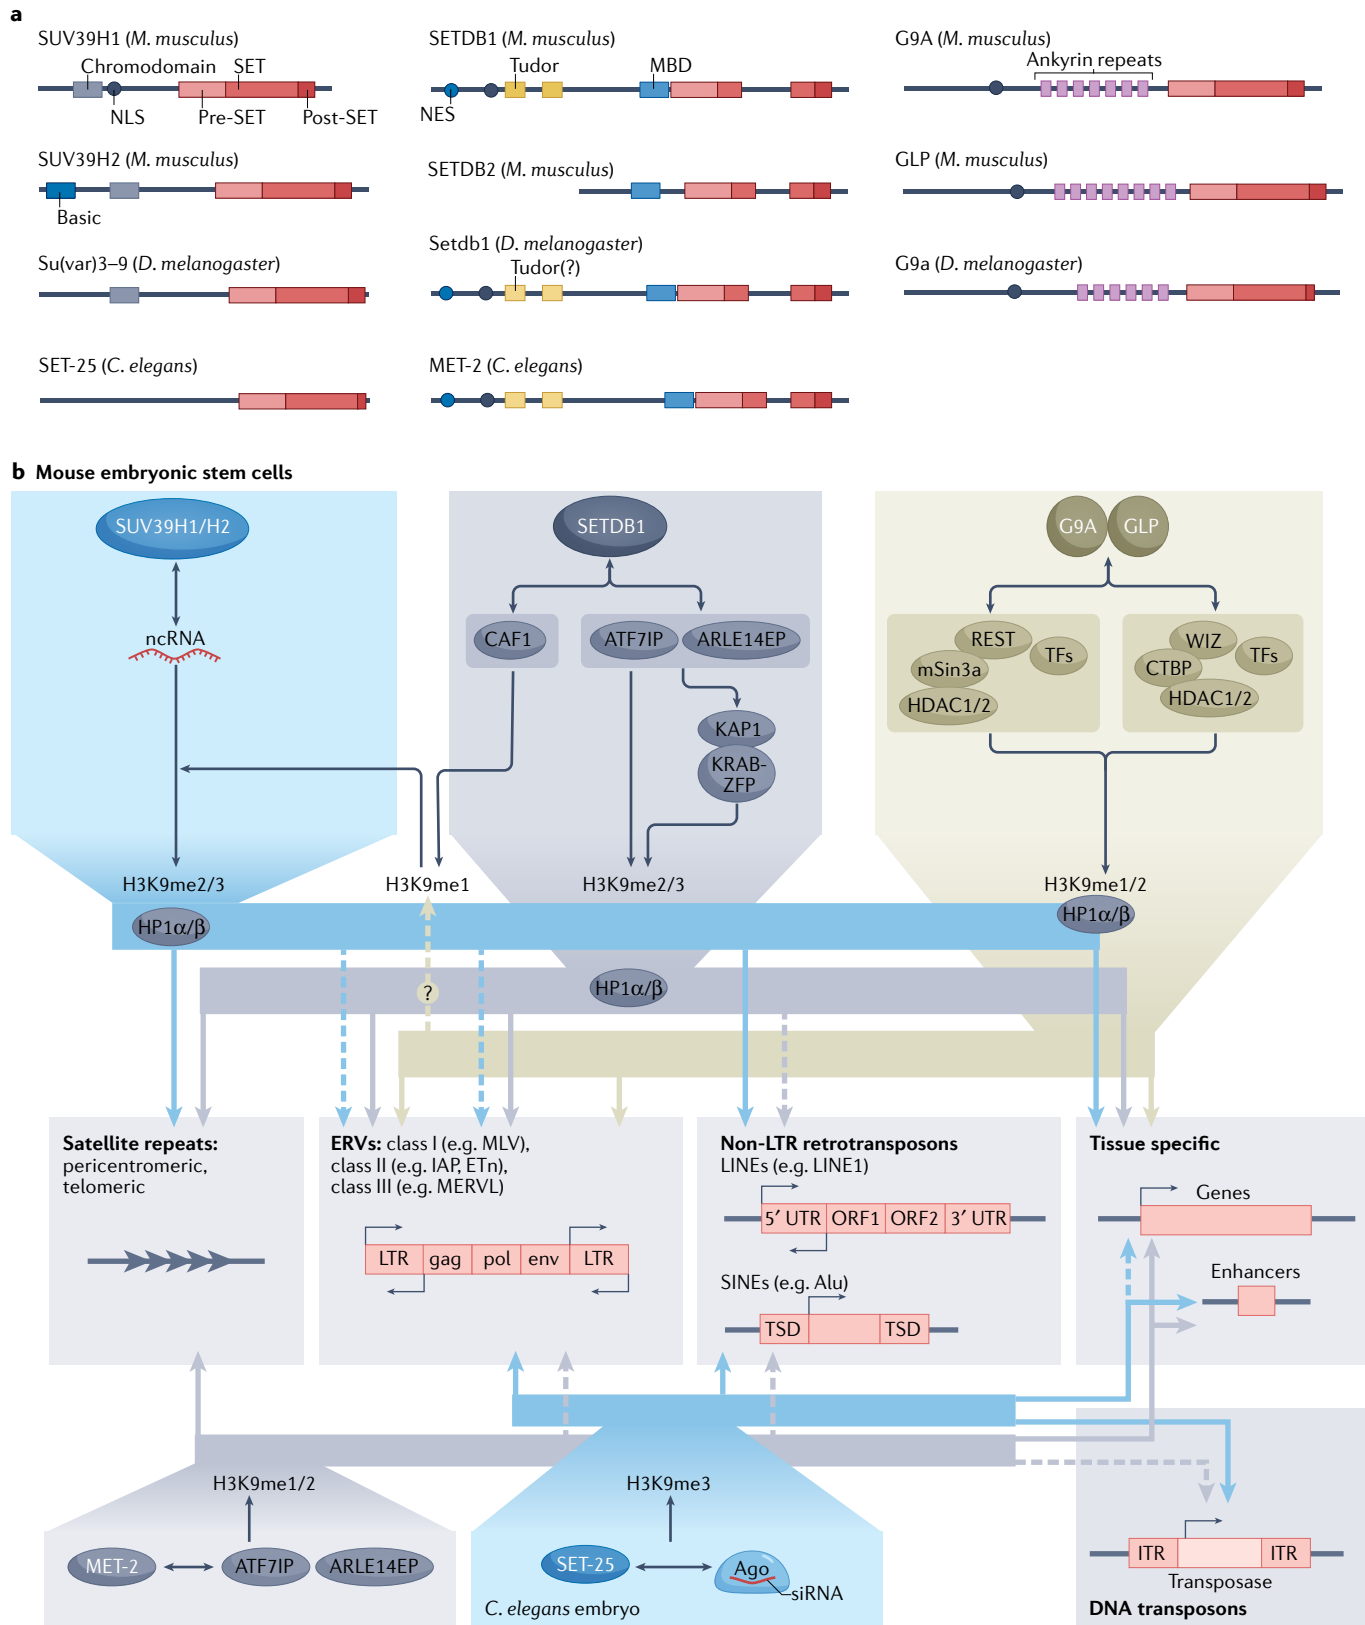 a
SUV39H1 (M. musculus)
Chromodomain
SET
NLS
Pre-SET
Post-SET
SUV39H2 (M. musculus)
Basic
Su(var)3–9 (D. melanogaster)
SET-25 (C. elegans)
SETDB1 (M. musculus)
Tudor
MBD
NES
SETDB2 (M. musculus)
Setdb1 (D. melanogaster)
Tudor(?)
MET-2 (C. elegans)
G9A (M. musculus)
Ankyrin repeats
GLP (M. musculus)
G9a (D. melanogaster)
b Mouse embryonic stem cells
SUV39H1/H2
ncRNA
H3K9me2/3
HP1α/β
SETDB1
CAF1
ATF7IP
ARLE14EP
KAP1
KRAB-
ZFP
H3K9me1
H3K9me2/3
HP1α/β
?
G9A
GLP
REST
mSin3a
TFs
HDAC1/2
WIZ
CTBP
TFs
HDAC1/2
H3K9me1/2
HP1α/β
Satellite repeats:
pericentromeric,
telomeric
ERVs: class I (e.g. MLV),
class II (e.g. IAP, ETn),
class III (e.g. MERVL)
LTR gag pol env LTR
Non-LTR retrotransposons
LINEs (e.g. LINE1)
5′ UTR ORF1 ORF2 3′ UTR
SINEs (e.g. Alu)
TSD TSD
Tissue specific
Genes
Enhancers
H3K9me1/2
MET-2
ATF7IP
ARLE14EP
H3K9me3
SET-25
Ago
siRNA
C. elegans embryo
ITR ITR
Transposase
DNA transposons